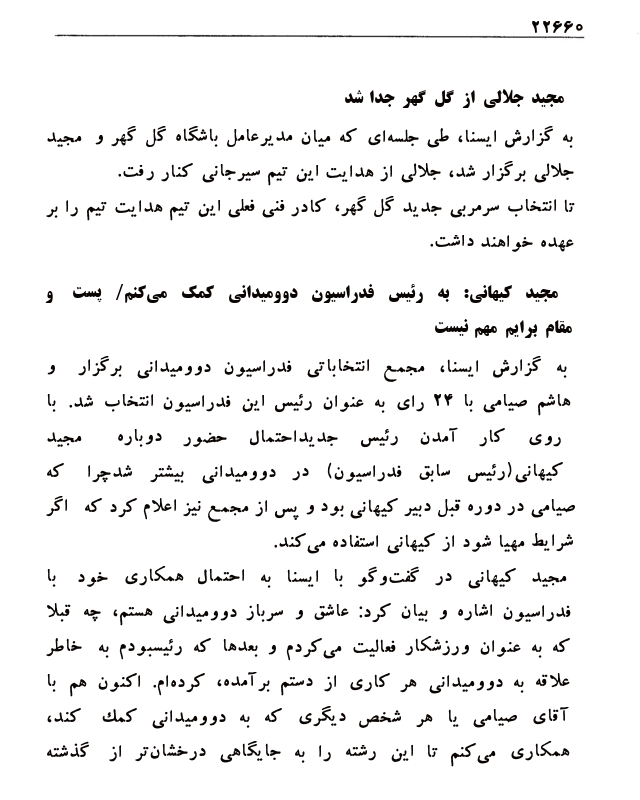 ۲۲۶۶۰
مجید جلالی از گل گهر جدا شد
به گزارش ایسنا، طی جلسه‌ای که میان مدیرعامل باشگاه گل گهر و مجید
جلالی برگزار شد، جلالی از هدایت این تیم سیرجانی کنار رفت.
تا انتخاب سرمربی جدید گل گهر، کادر فنی فعلی این تیم هدایت تیم را بر
عهده خواهند داشت.
مجید کیهانی: به رئیس فدراسیون دوومیدانی کمک می‌کنم/ پست و
مقام برایم مهم نیست
به گزارش ایسنا، مجمع انتخاباتی فدراسیون دوومیدانی برگزار و
هاشم صیامی با ۲۴ رای به عنوان رئیس این فدراسیون انتخاب شد. با
روی کار آمدن رئیس جدیداحتمال حضور دوباره مجید
کیهانی(رئیس سابق فدراسیون) در دوومیدانی بیشتر شدچرا که
صیامی در دوره قبل دبیر کیهانی بود و پس از مجمع نیز اعلام کرد که اگر
شرایط مهیا شود از کیهانی استفاده می‌کند.
مجید کیهانی در گفت‌وگو با ایسنا به احتمال همکاری خود با
فدراسیون اشاره و بیان کرد: عاشق و سرباز دوومیدانی هستم، چه قبلا
که به عنوان ورزشکار فعالیت می‌کردم و بعدها که رئیسبودم به خاطر
علاقه به دوومیدانی هر کاری از دستم برآمده، کرده‌ام. اکنون هم با
آقای صیامی یا هر شخص دیگری که به دوومیدانی کمك کند،
همکاری می‌کنم تا این رشته را به جایگاهی درخشان‌تر از گذشته